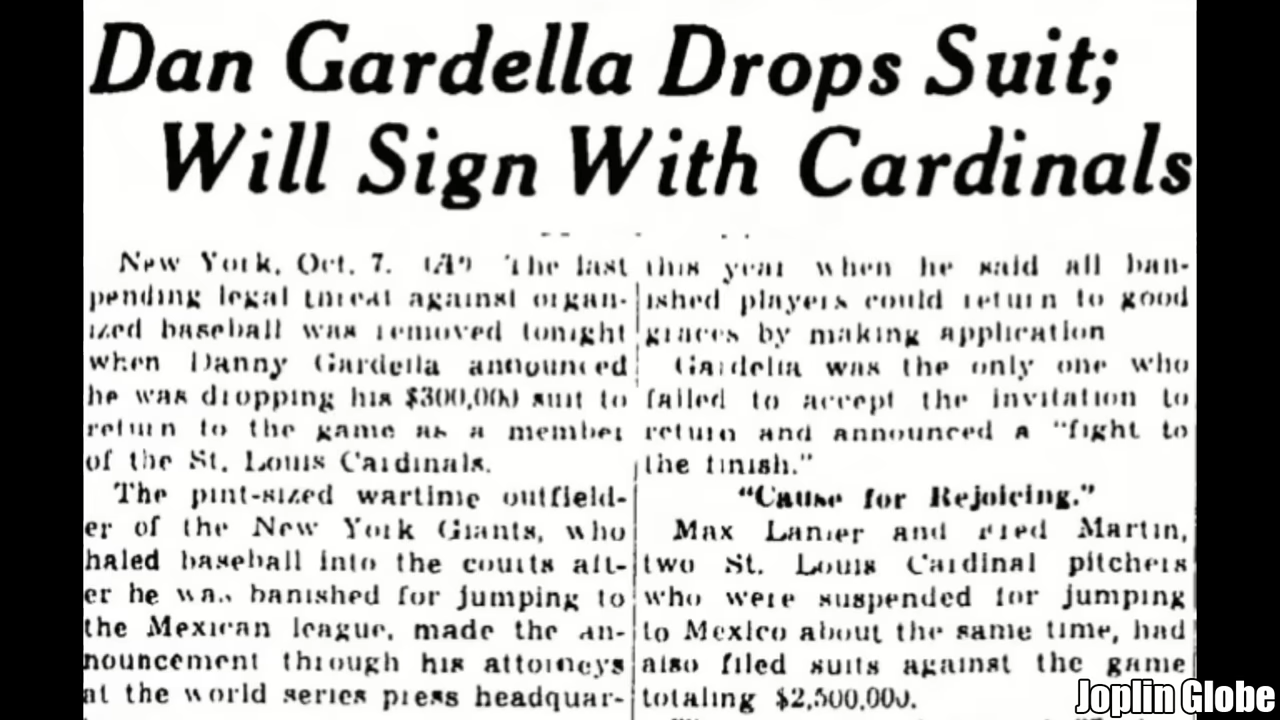 Dan Gardella Drops Suit;
Will Sign With Cardinals
New York, Oct. 7. (AP) The last
pending legal threat against organ-
ized baseball was removed tonight
when Danny Gardella announced
he was dropping his $300,000 suit to
return to the game as a member
of the St. Louis Cardinals.
The pint-sized wartime outfield-
er of the New York Giants, who
haled baseball into the courts aft-
er he was banished for jumping to
the Mexican league, made the an-
nouncement through his attorneys
at the world series press headquar-
this year when he said all ban-
ished players could return to good
graces by making application
Gardella was the only one who
failed to accept the invitation to
return and announced a "fight to
the finish."
"Cause for Rejoicing."
Max Lanier and Fred Martin,
two St. Louis Cardinal pitchers
who were suspended for jumping
to Mexico about the same time, had
also filed suits against the game
totaling $2,500,000.
Joplin Globe